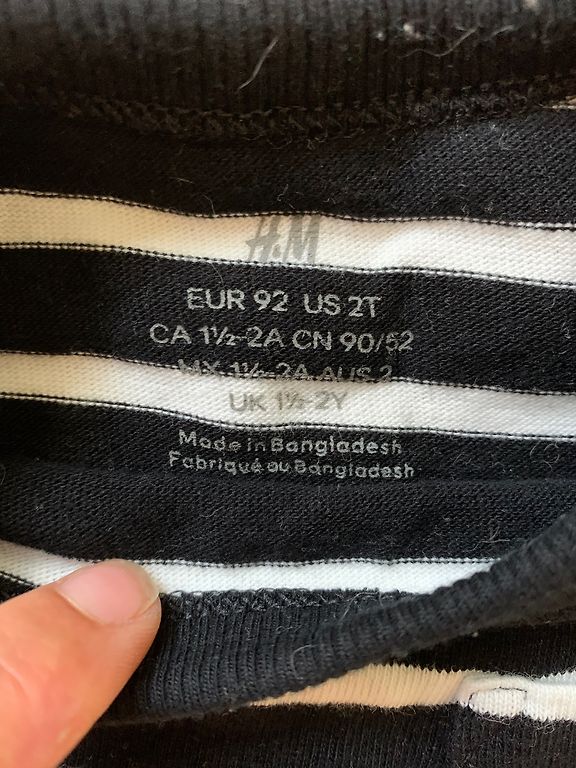 H&M
EUR 92 US 2T
CA 1½-2A CN 90/52
MX 1½-2A AUS 2
UK 1½-2Y
Made in Bangladesh
Fabriqué au Bangladesh